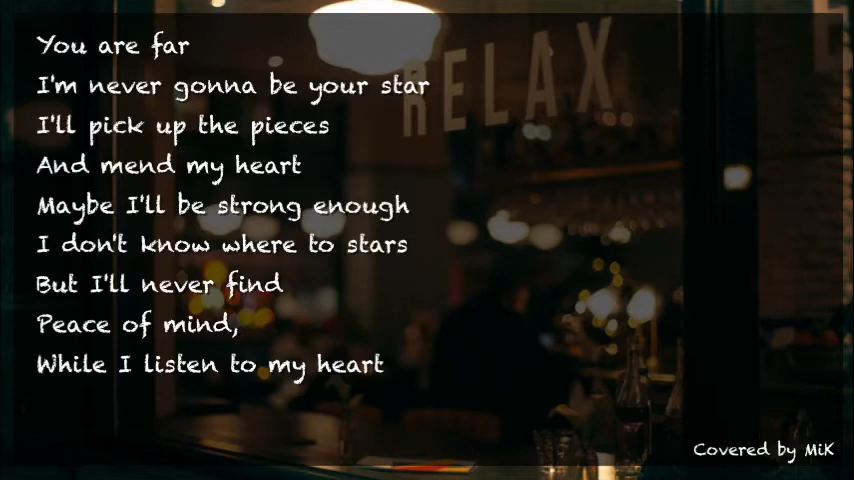 You are far
I'm never gonna be your star
I'll pick up the pieces
And mend my heart
Maybe I'll be strong enough
I don't know where to stars
But I'll never find
Peace of mind,
While I listen to my heart
RELAX
Covered by MiK